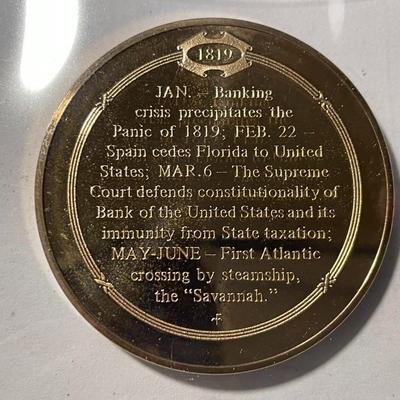 1819
JAN. – Banking
crisis precipitates the
Panic of 1819; FEB. 22 –
Spain cedes Florida to United
States; MAR. 6 – The Supreme
Court defends constitutionality of
Bank of the United States and its
immunity from State taxation;
MAY-JUNE – First Atlantic
crossing by steamship,
the “Savannah.”